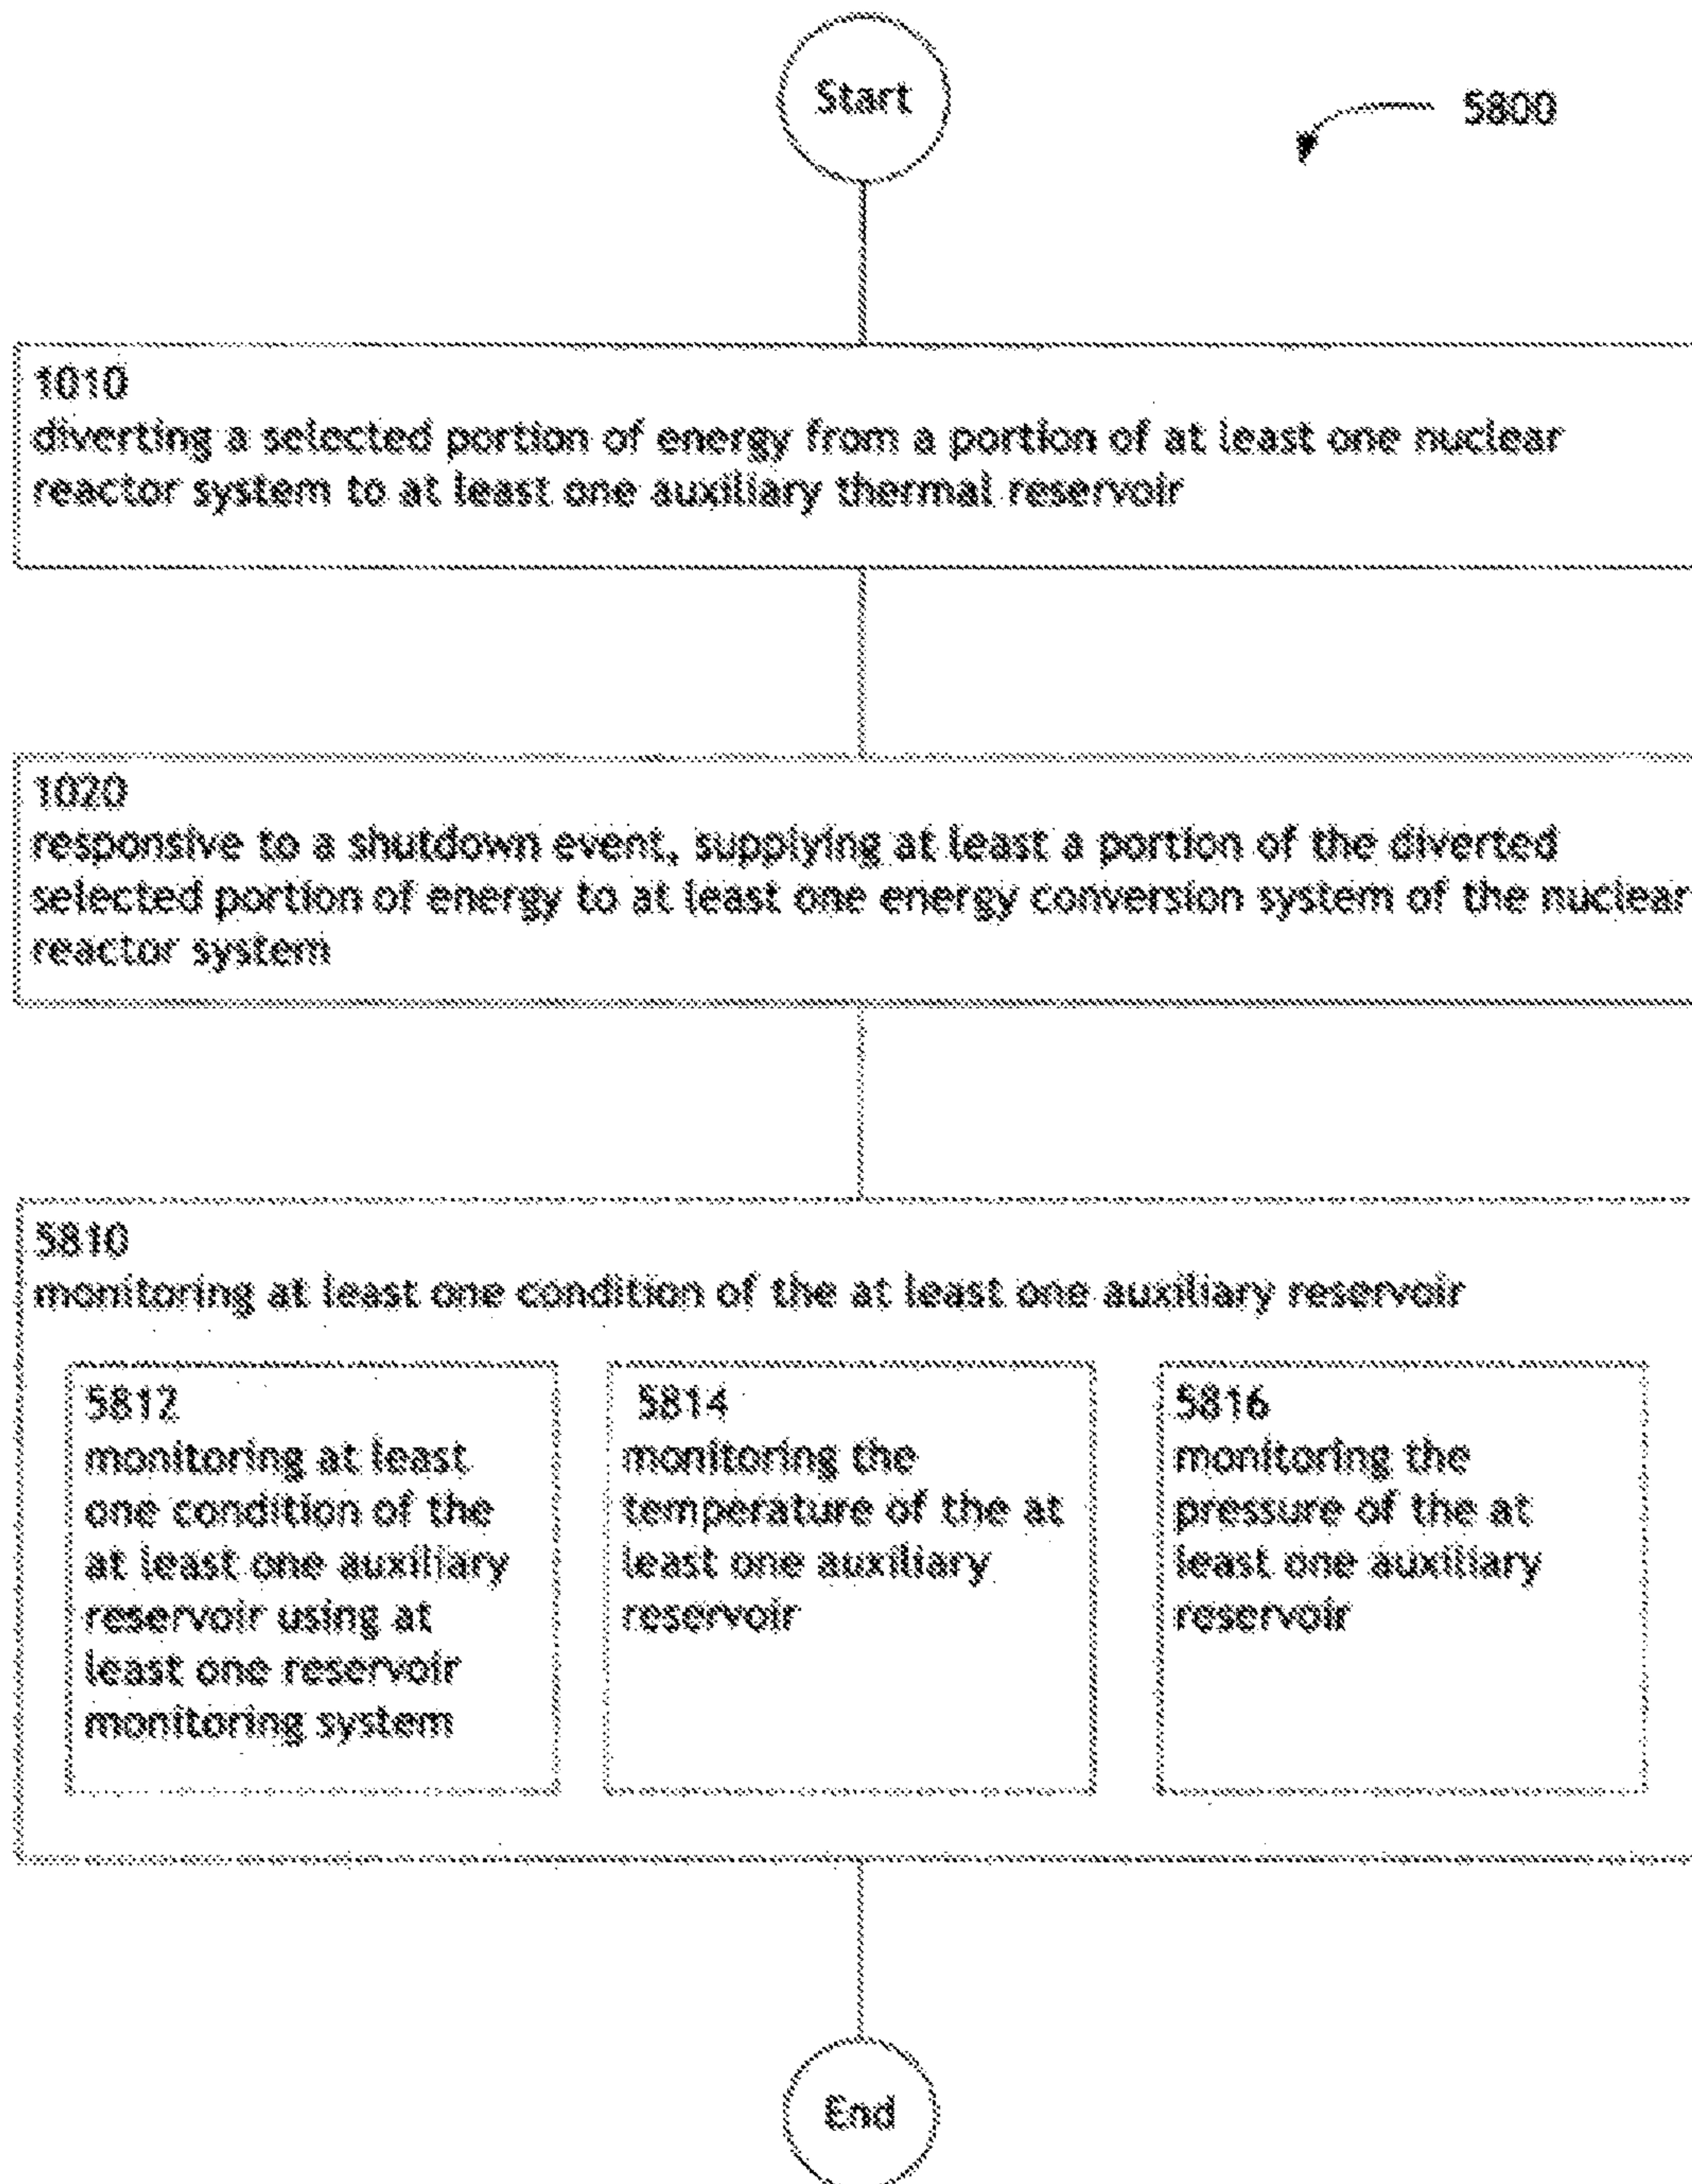 Start
5800
1010
diverting a selected portion of energy from a portion of at least one nuclear
reactor system to at least one auxiliary thermal reservoir
1020
responsive to a shutdown event, supplying at least a portion of the diverted
selected portion of energy to at least one energy conversion system of the nuclear
reactor system
5810
monitoring at least one condition of the at least one auxiliary reservoir
5812
monitoring at least
one condition of the
at least one auxiliary
reservoir using at
least one reservoir
monitoring system
5814
monitoring the
temperature of the at
least one auxiliary
reservoir
5816
monitoring the
pressure of the at
least one auxiliary
reservoir
End